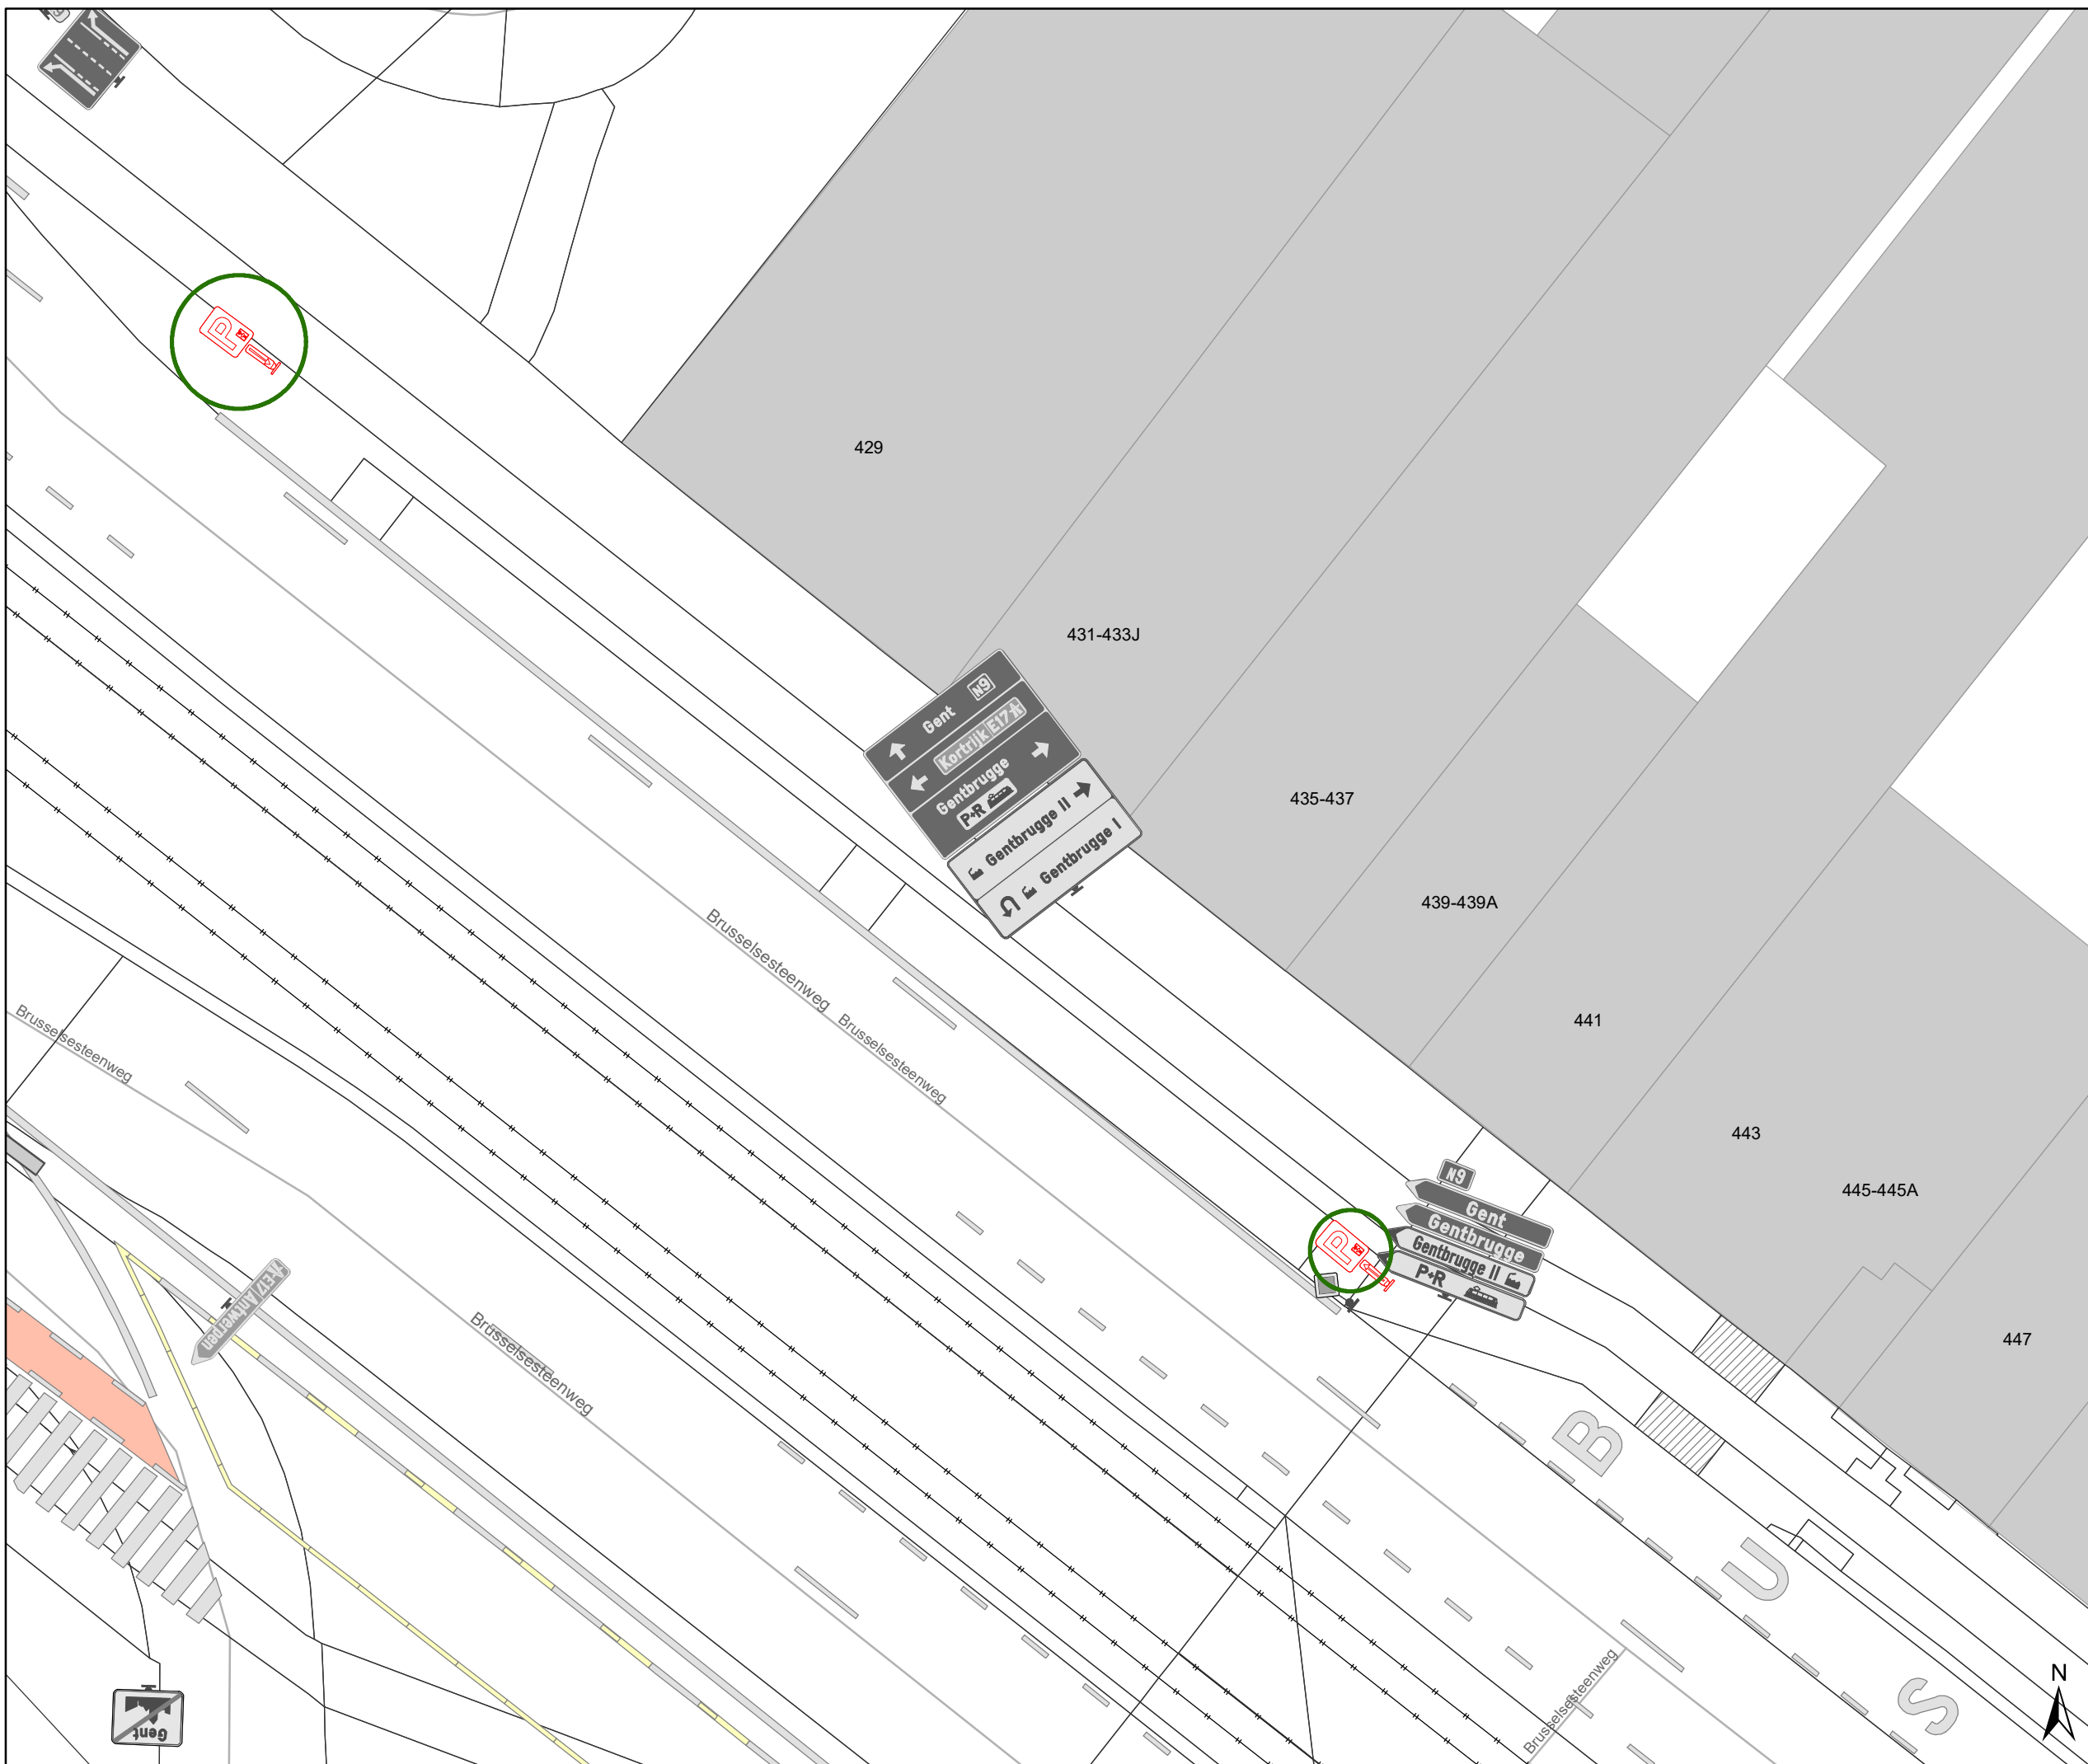 P
429
431-433J
435-437
439-439A
441
443
445-445A
447
N9
Gent
Kortrijk E17
Gentbrugge
P+R
Gentbrugge II
Gentbrugge I
Brusselsesteenweg
Brusselsesteenweg
Brusselsesteenweg
N9
Gent
Gentbrugge
Gentbrugge II
P+R
P
E17 Antwerpen
Brusselsesteenweg
BUS
Brusselsesteenweg
Gent
N